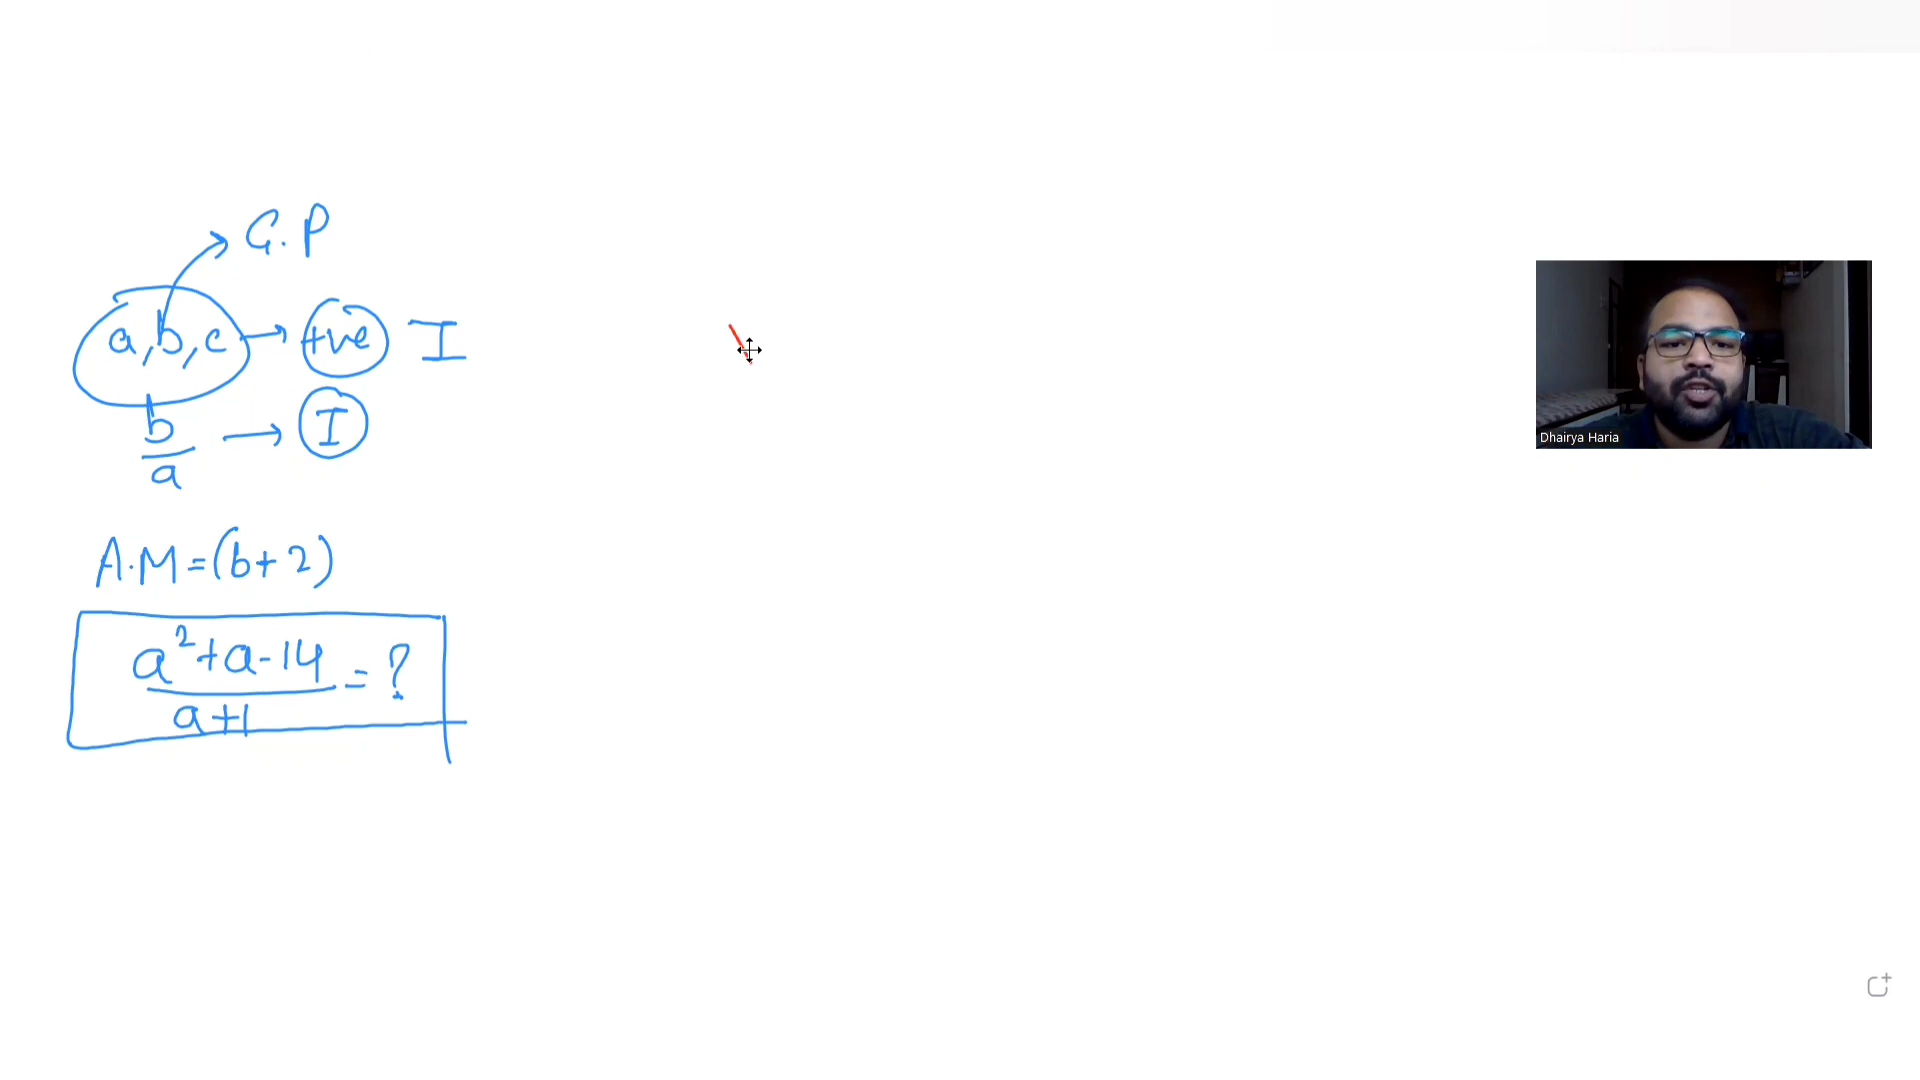 G.P
a,b,c → +ve I
b/a → I
A.M=(b+2)
a²+a-14/a+1 = ?
Dhairya Haria